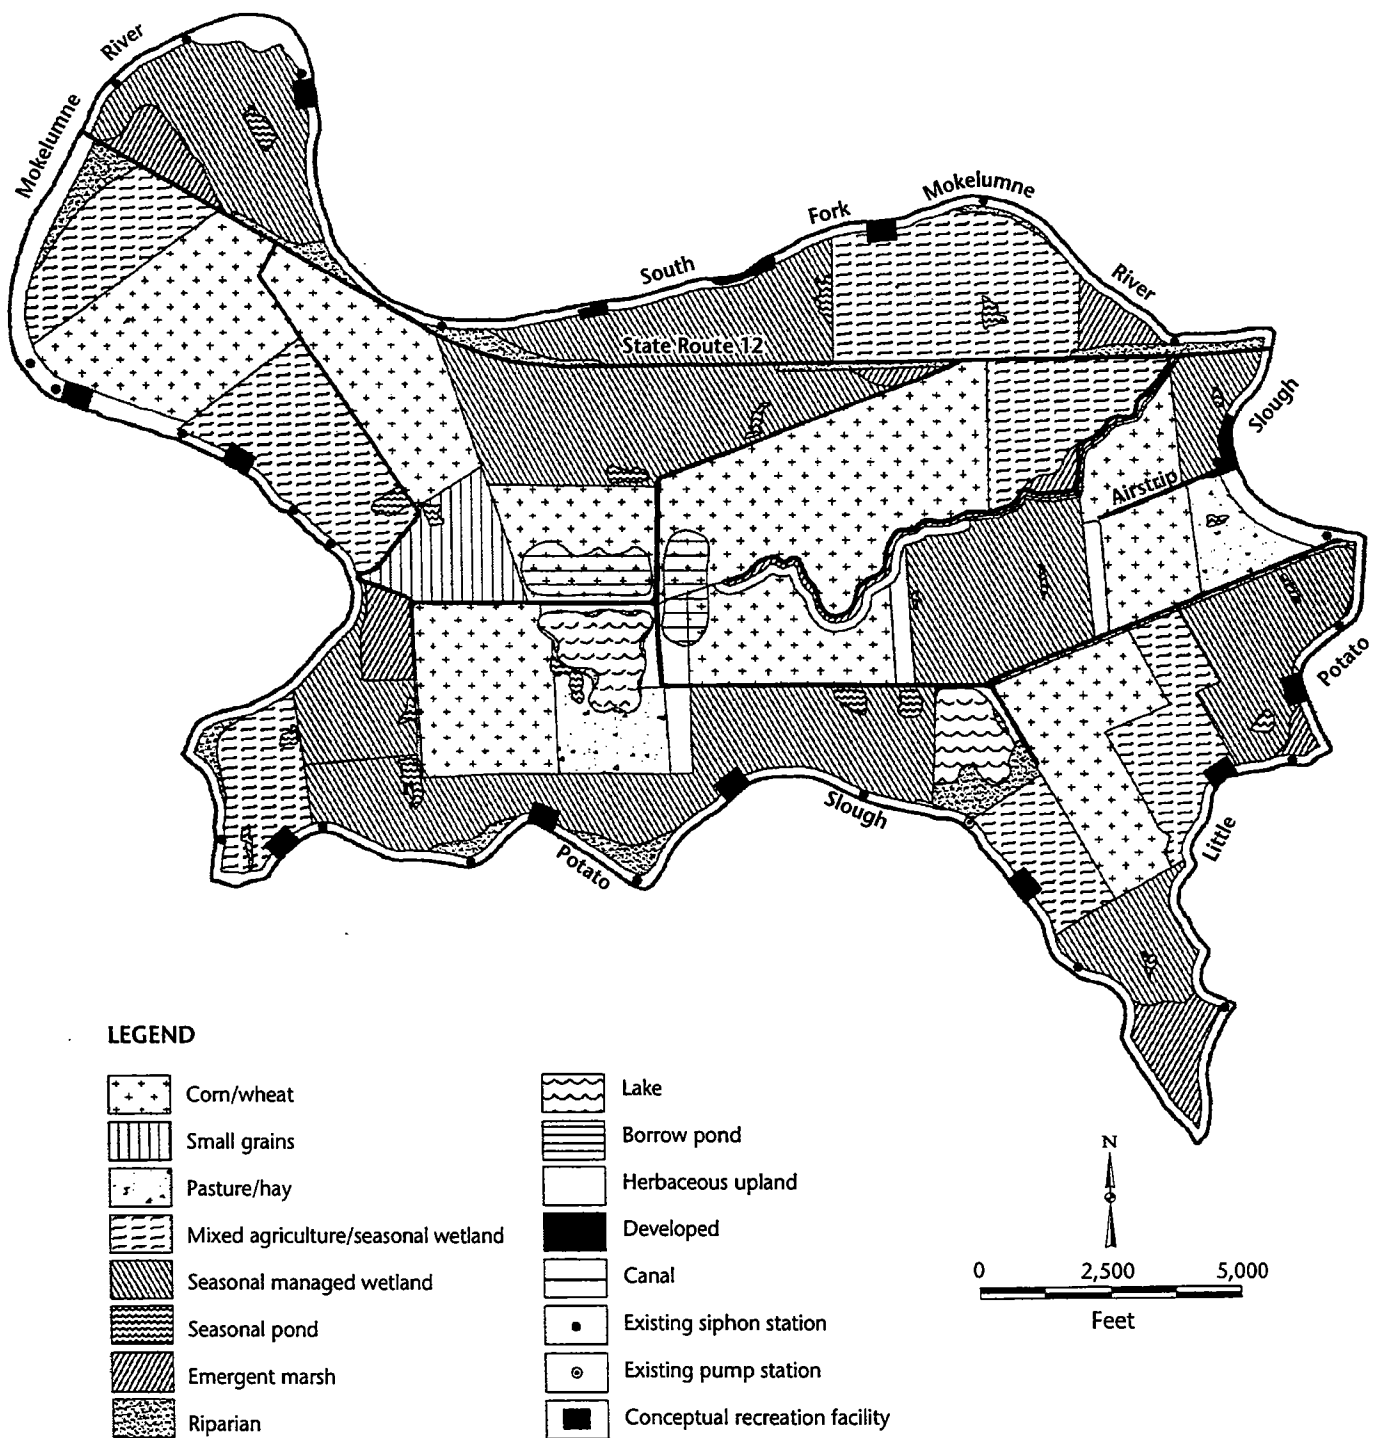 River
Mokelumne
Mokelumne
Fork
South
River
State Route 12
Slough
Airstrip
Potato
Slough
Little
Potato
LEGEND
Corn/wheat
Small grains
Pasture/hay
Mixed agriculture/seasonal wetland
Seasonal managed wetland
Seasonal pond
Emergent marsh
Riparian
Lake
Borrow pond
Herbaceous upland
Developed
Canal
Existing siphon station
Existing pump station
Conceptual recreation facility
N
0 2,500 5,000
Feet